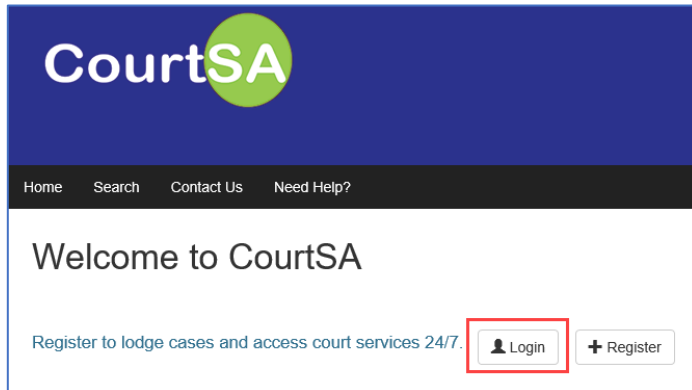 CourtSA
Home Search Contact Us Need Help?
Welcome to CourtSA
Register to lodge cases and access court services 24/7. Login Register